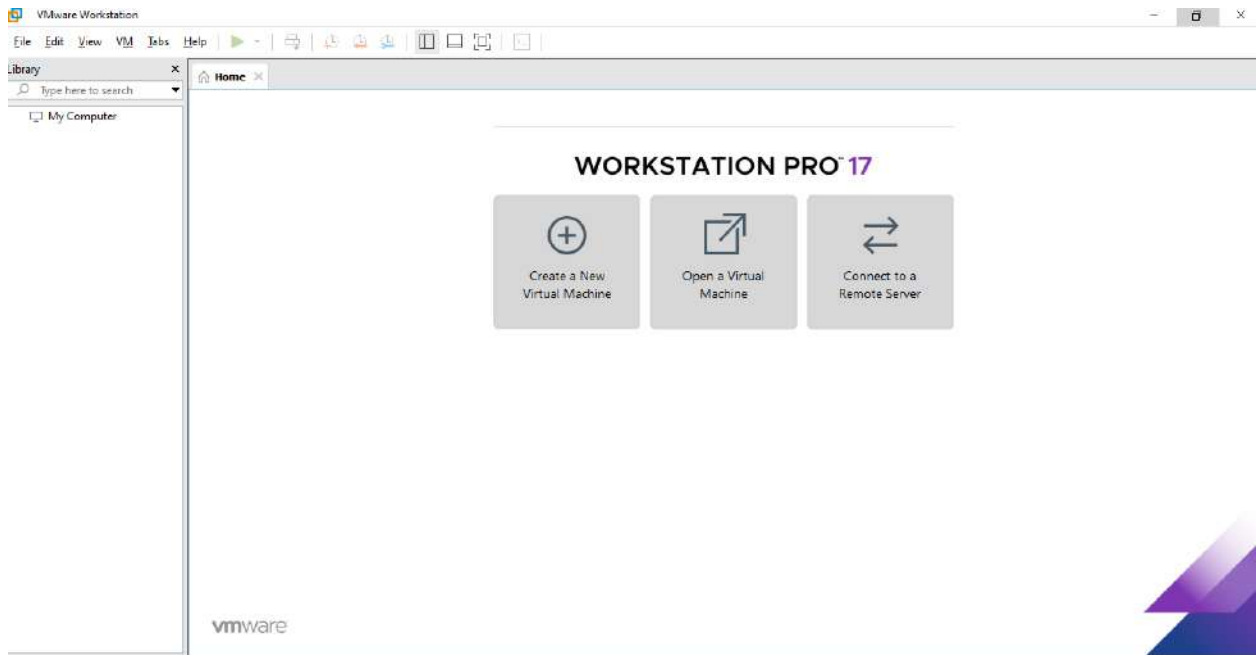 VMware Workstation
File Edit View VM Tabs Help
Library
Type here to search
My Computer
Home
WORKSTATION PRO™ 17
Create a New
Virtual Machine
Open a Virtual
Machine
Connect to a
Remote Server
vmware